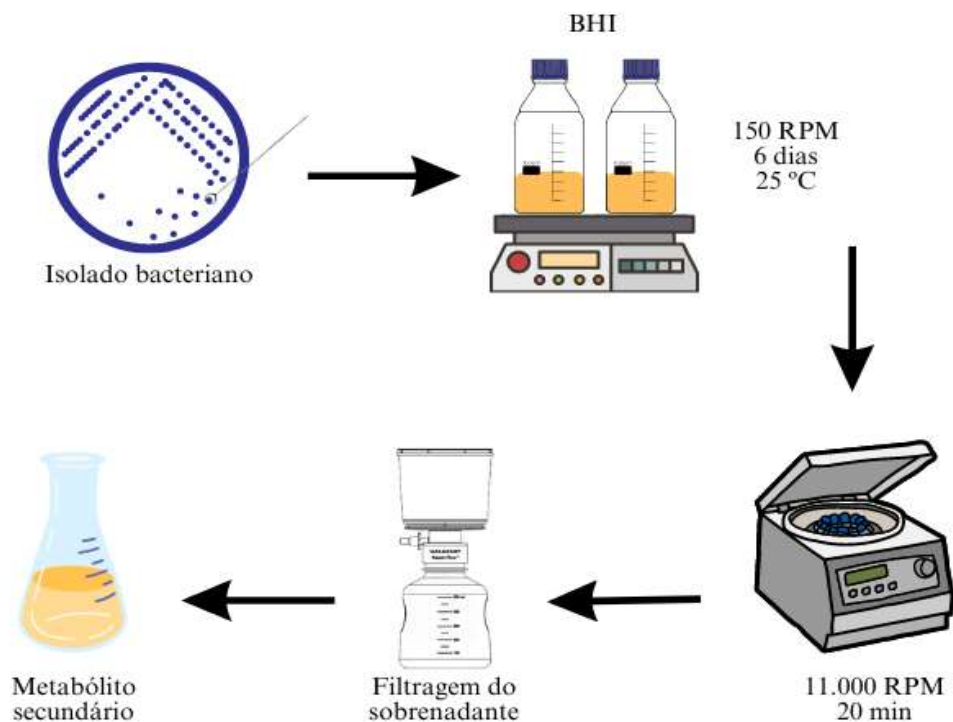 BHI
150 RPM
6 dias
25 ºC
Isolado bacteriano
11.000 RPM
20 min
Filtragem do
sobrenadante
Metabólito
secundário